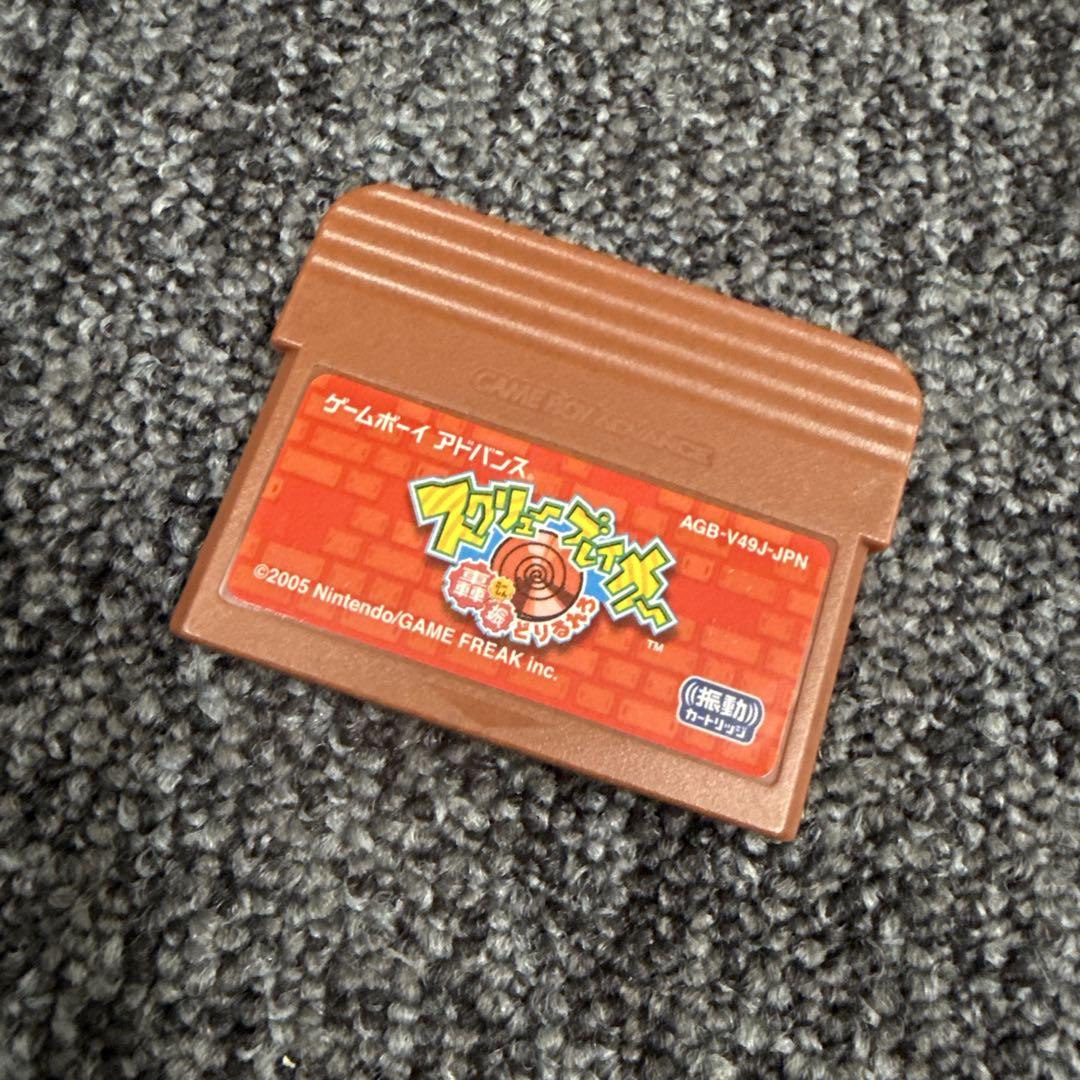 GAME BOY ADVANCE
ゲームボーイ アドバンス
AGB-V49J-JPN
スクリューブレイカー
轟振どりるれろ
TM
©2005 Nintendo/GAME FREAK inc.
振動
カートリッジ